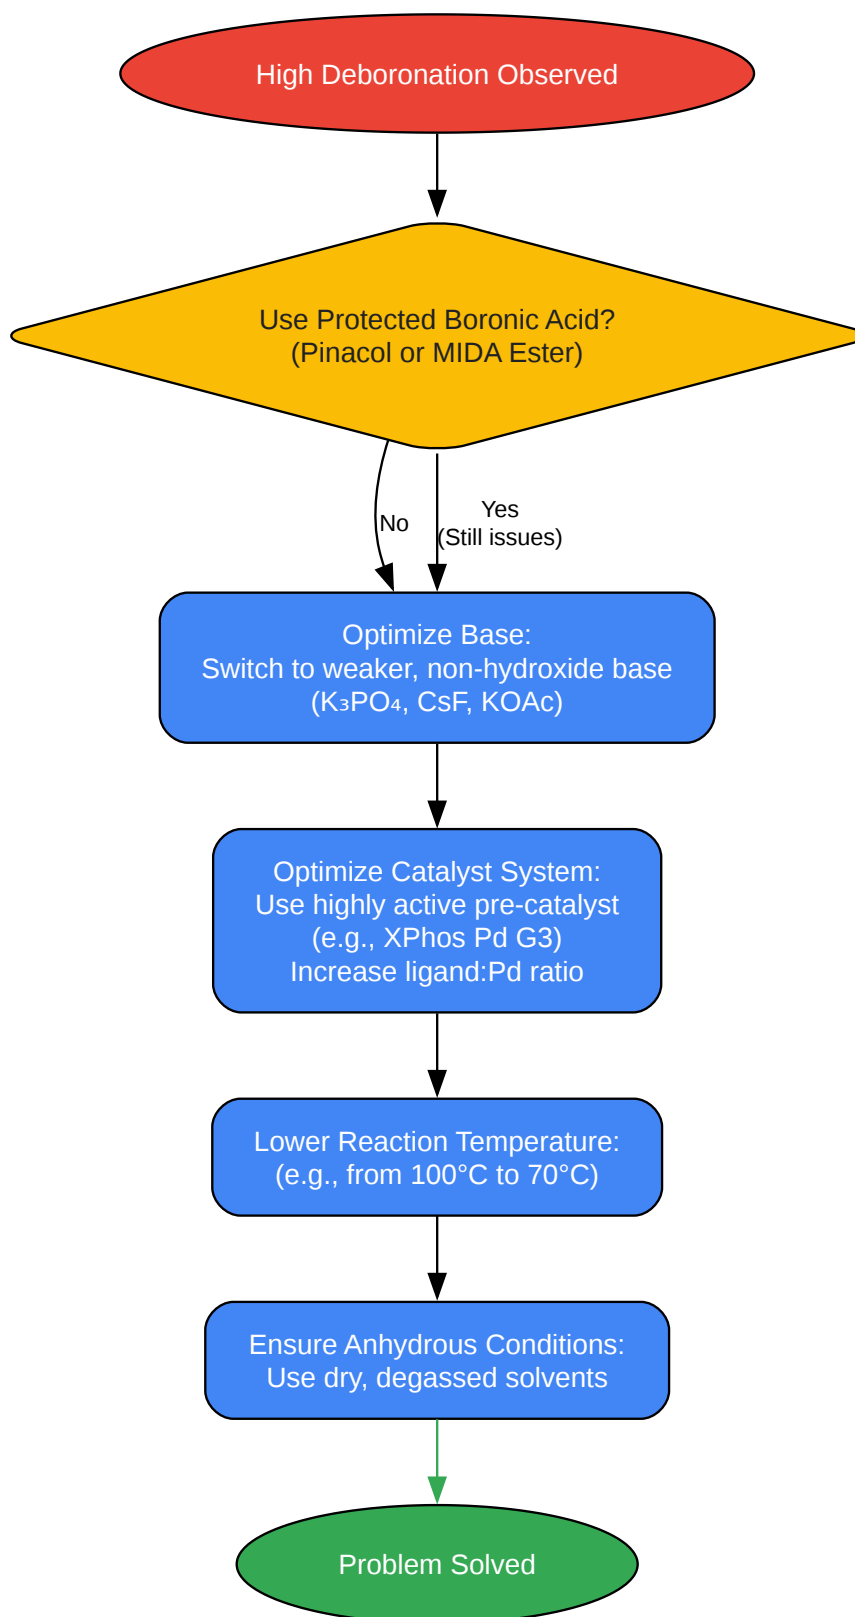 High Deboronation Observed
Use Protected Boronic Acid?
(Pinacol or MIDA Ester)
No
Yes
(Still issues)
Optimize Base:
Switch to weaker, non-hydroxide base
(K₃PO₄, CsF, KOAc)
Optimize Catalyst System:
Use highly active pre-catalyst
(e.g., XPhos Pd G3)
Increase ligand:Pd ratio
Lower Reaction Temperature:
(e.g., from 100°C to 70°C)
Ensure Anhydrous Conditions:
Use dry, degassed solvents
Problem Solved